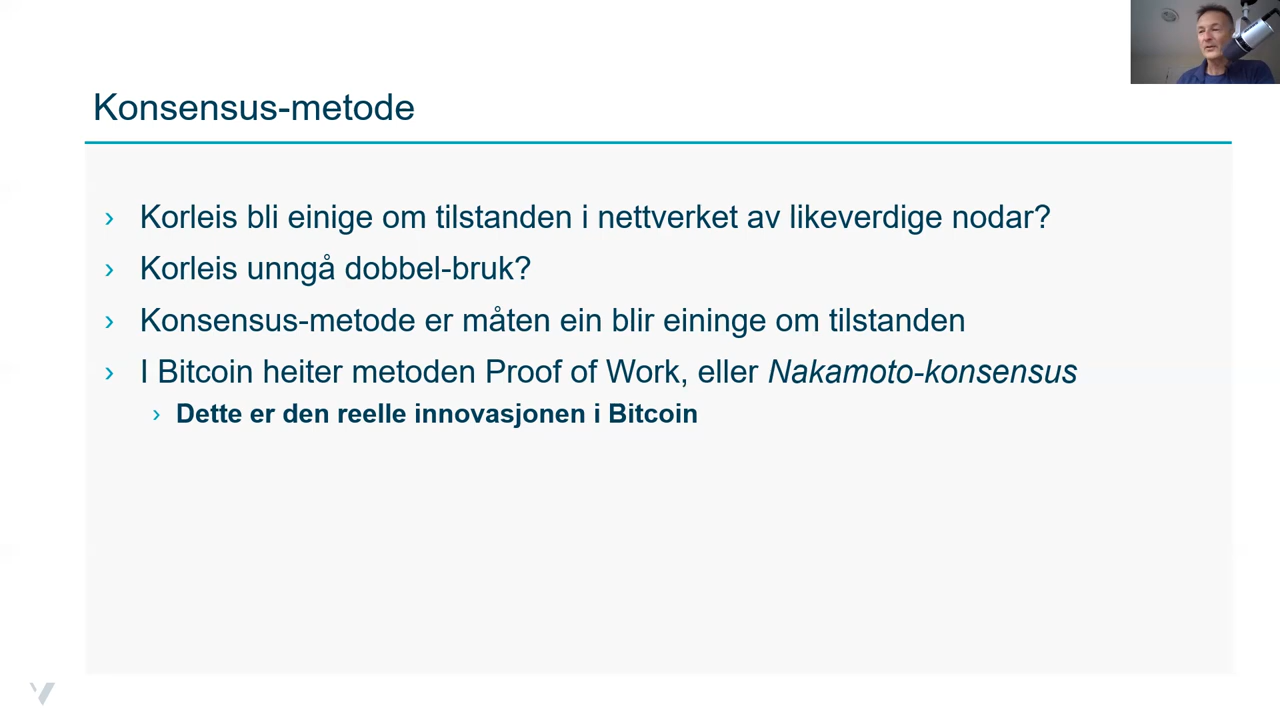 Konsensus-metode
› Korleis bli einige om tilstanden i nettverket av likeverdige nodar?
› Korleis unngå dobbel-bruk?
› Konsensus-metode er måten ein blir eininge om tilstanden
› I Bitcoin heiter metoden Proof of Work, eller Nakamoto-konsensus
› Dette er den reelle innovasjonen i Bitcoin